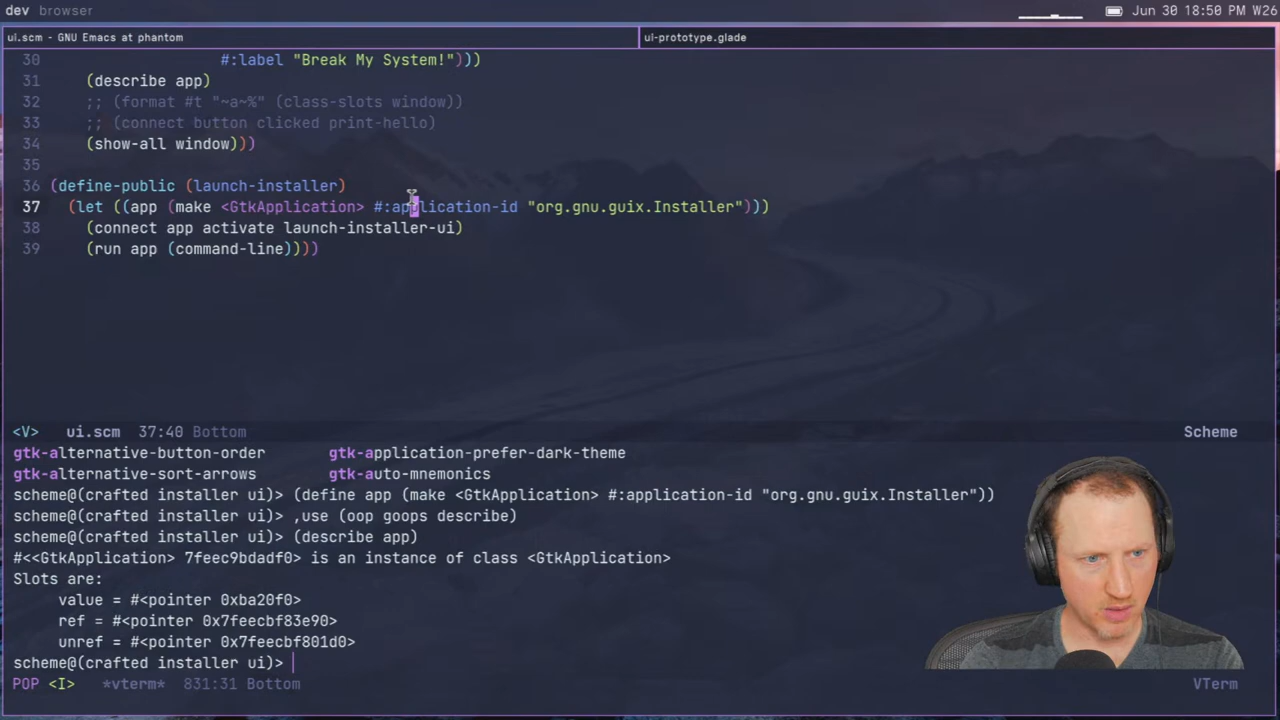 dev browser
Jun 30 18:50 PM W26
ui.scm - GNU Emacs at phantom
ui-prototype.glade
30 #:label "Break My System!")))
31 (describe app)
32 ;; (format #t "~a~%" (class-slots window))
33 ;; (connect button clicked print-hello)
34 (show-all window)))
35
36 (define-public (launch-installer)
37 (let ((app (make <GtkApplication> #:application-id "org.gnu.guix.Installer")))
38 (connect app activate launch-installer-ui)
39 (run app (command-line))))
<V> ui.scm 37:40 Bottom Scheme
gtk-alternative-button-order gtk-application-prefer-dark-theme
gtk-alternative-sort-arrows gtk-auto-mnemonics
scheme@(crafted installer ui)> (define app (make <GtkApplication> #:application-id "org.gnu.guix.Installer"))
scheme@(crafted installer ui)> ,use (oop goops describe)
scheme@(crafted installer ui)> (describe app)
#<<GtkApplication> 7feec9bdadf0> is an instance of class <GtkApplication>
Slots are:
value = #<pointer 0xba20f0>
ref = #<pointer 0x7feecbf83e90>
unref = #<pointer 0x7feecbf801d0>
scheme@(crafted installer ui)>
POP <I> *vterm* 831:31 Bottom VTerm